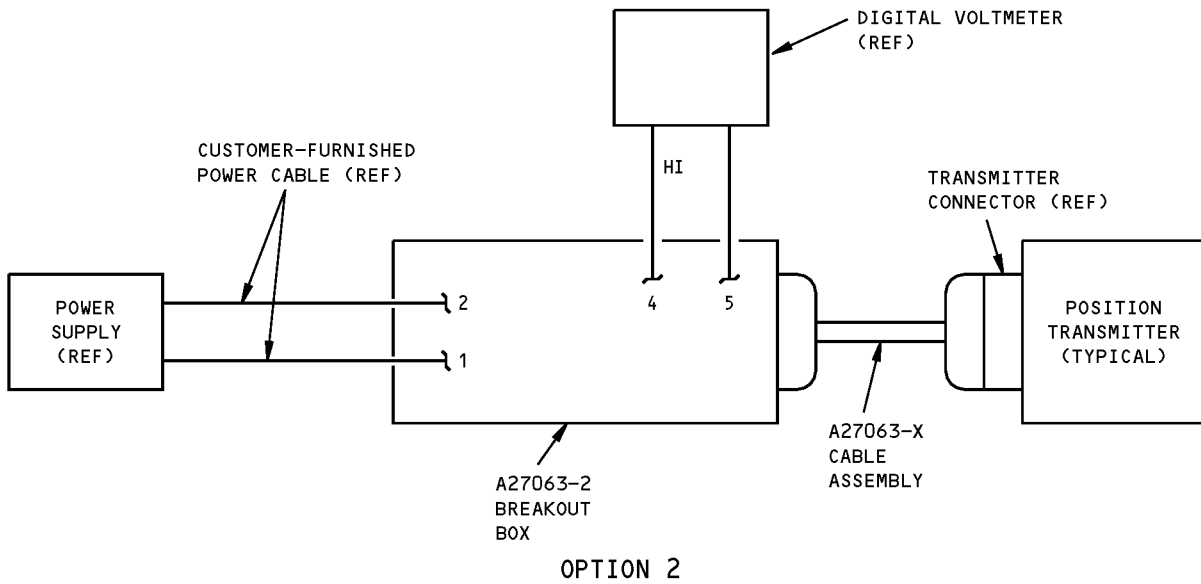 DIGITAL VOLTMETER
(REF)
CUSTOMER-FURNISHED
POWER CABLE (REF)
HI
TRANSMITTER
CONNECTOR (REF)
POWER
SUPPLY
(REF)
2
1
4
5
POSITION
TRANSMITTER
(TYPICAL)
A27063-X
CABLE
ASSEMBLY
A27063-2
BREAKOUT
BOX
OPTION 2